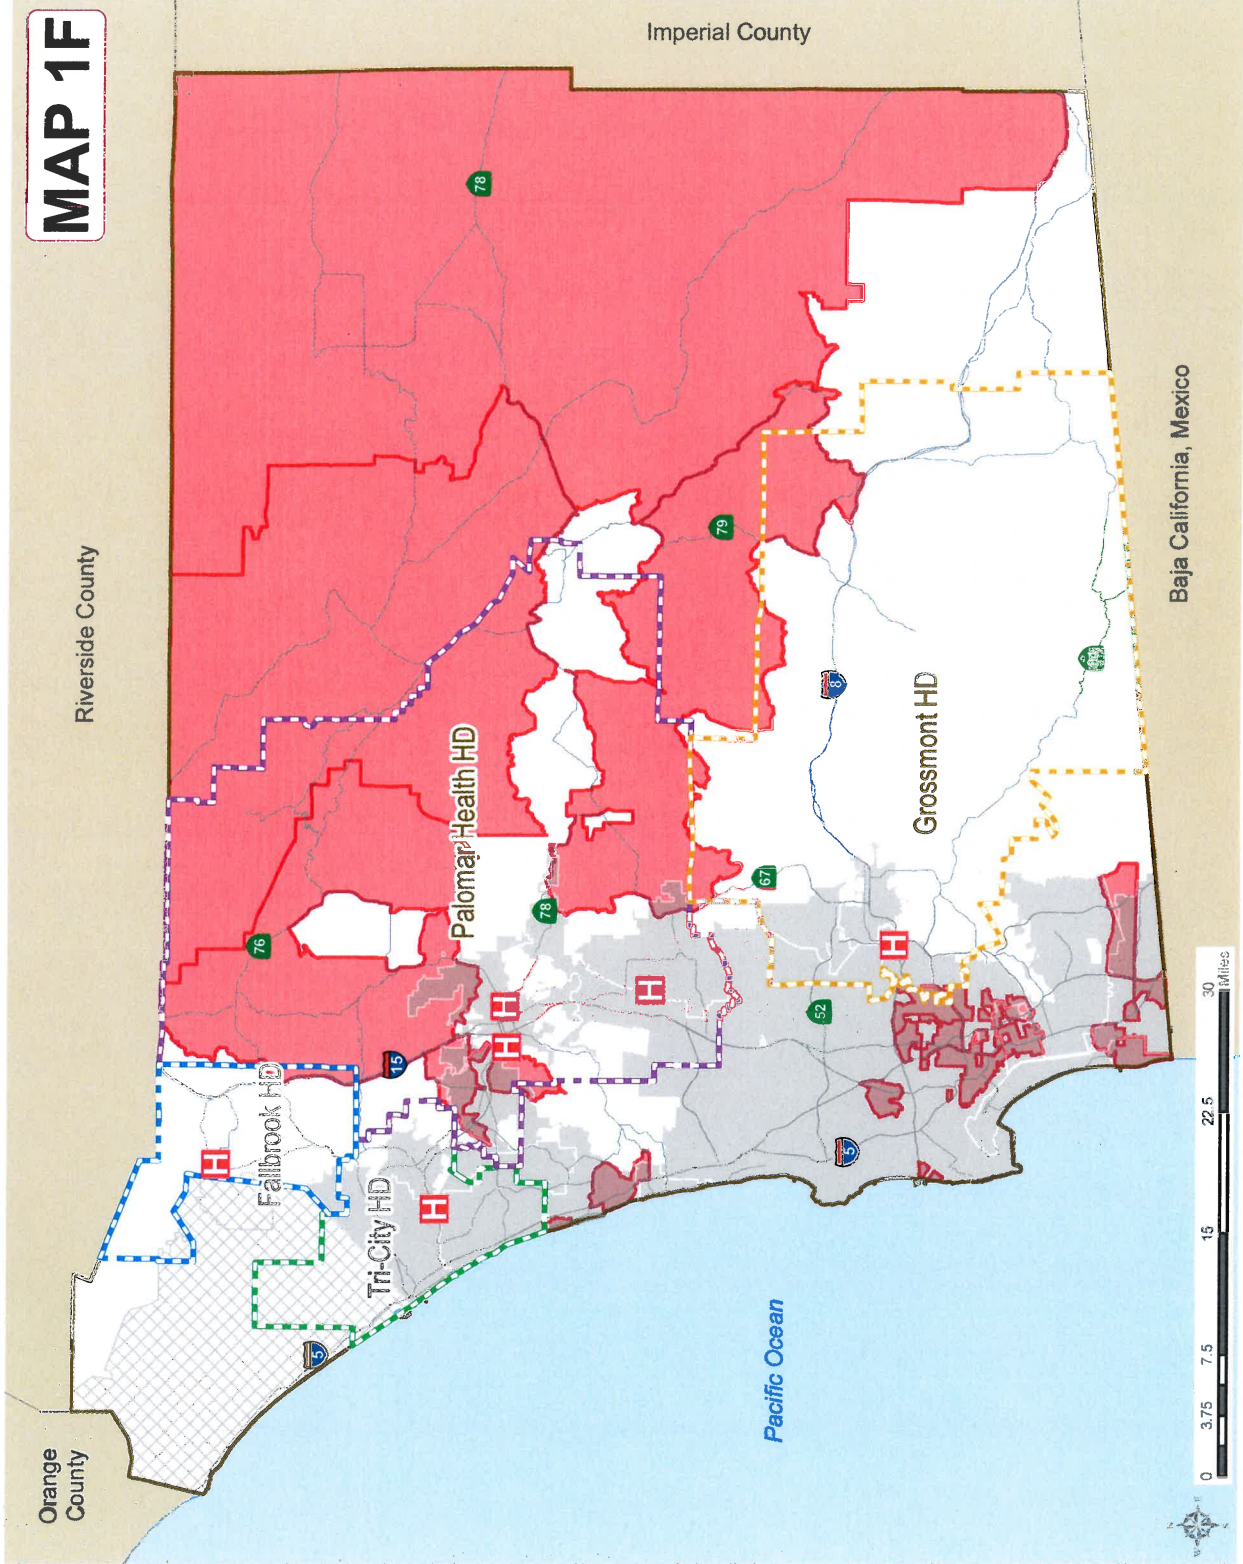 MAP 1F
Imperial County
Riverside County
Orange
County
Baja California, Mexico
Pacific Ocean
Palomar Health HD
Fallbrook HD
Tri-City HD
Grossmont HD
78
79
76
78
67
15
52
8
5
5
H
H
H
H
H
H
0 3.75 7.5 15 22.5 30
Miles
N
E
W